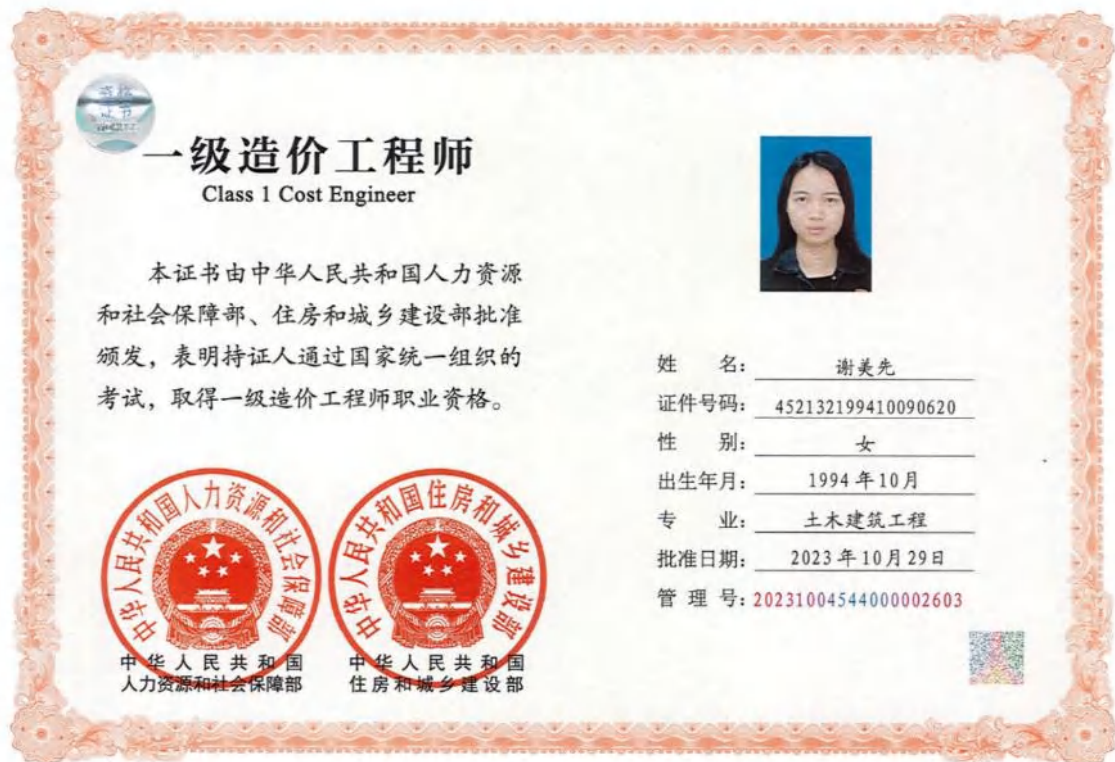 资格
证书
一级造价工程师
Class 1 Cost Engineer
本证书由中华人民共和国人力资源
和社会保障部、住房和城乡建设部批准
颁发，表明持证人通过国家统一组织的
考试，取得一级造价工程师职业资格。
中华人民共和国人力资源和社会保障部
中华人民共和国住房和城乡建设部
中华人民共和国
人力资源和社会保障部
中华人民共和国
住房和城乡建设部
姓 名： 谢美先
证件号码： 452132199410090620
性 别： 女
出生年月： 1994年10月
专 业： 土木建筑工程
批准日期： 2023年10月29日
管 理 号： 20231004544000002603